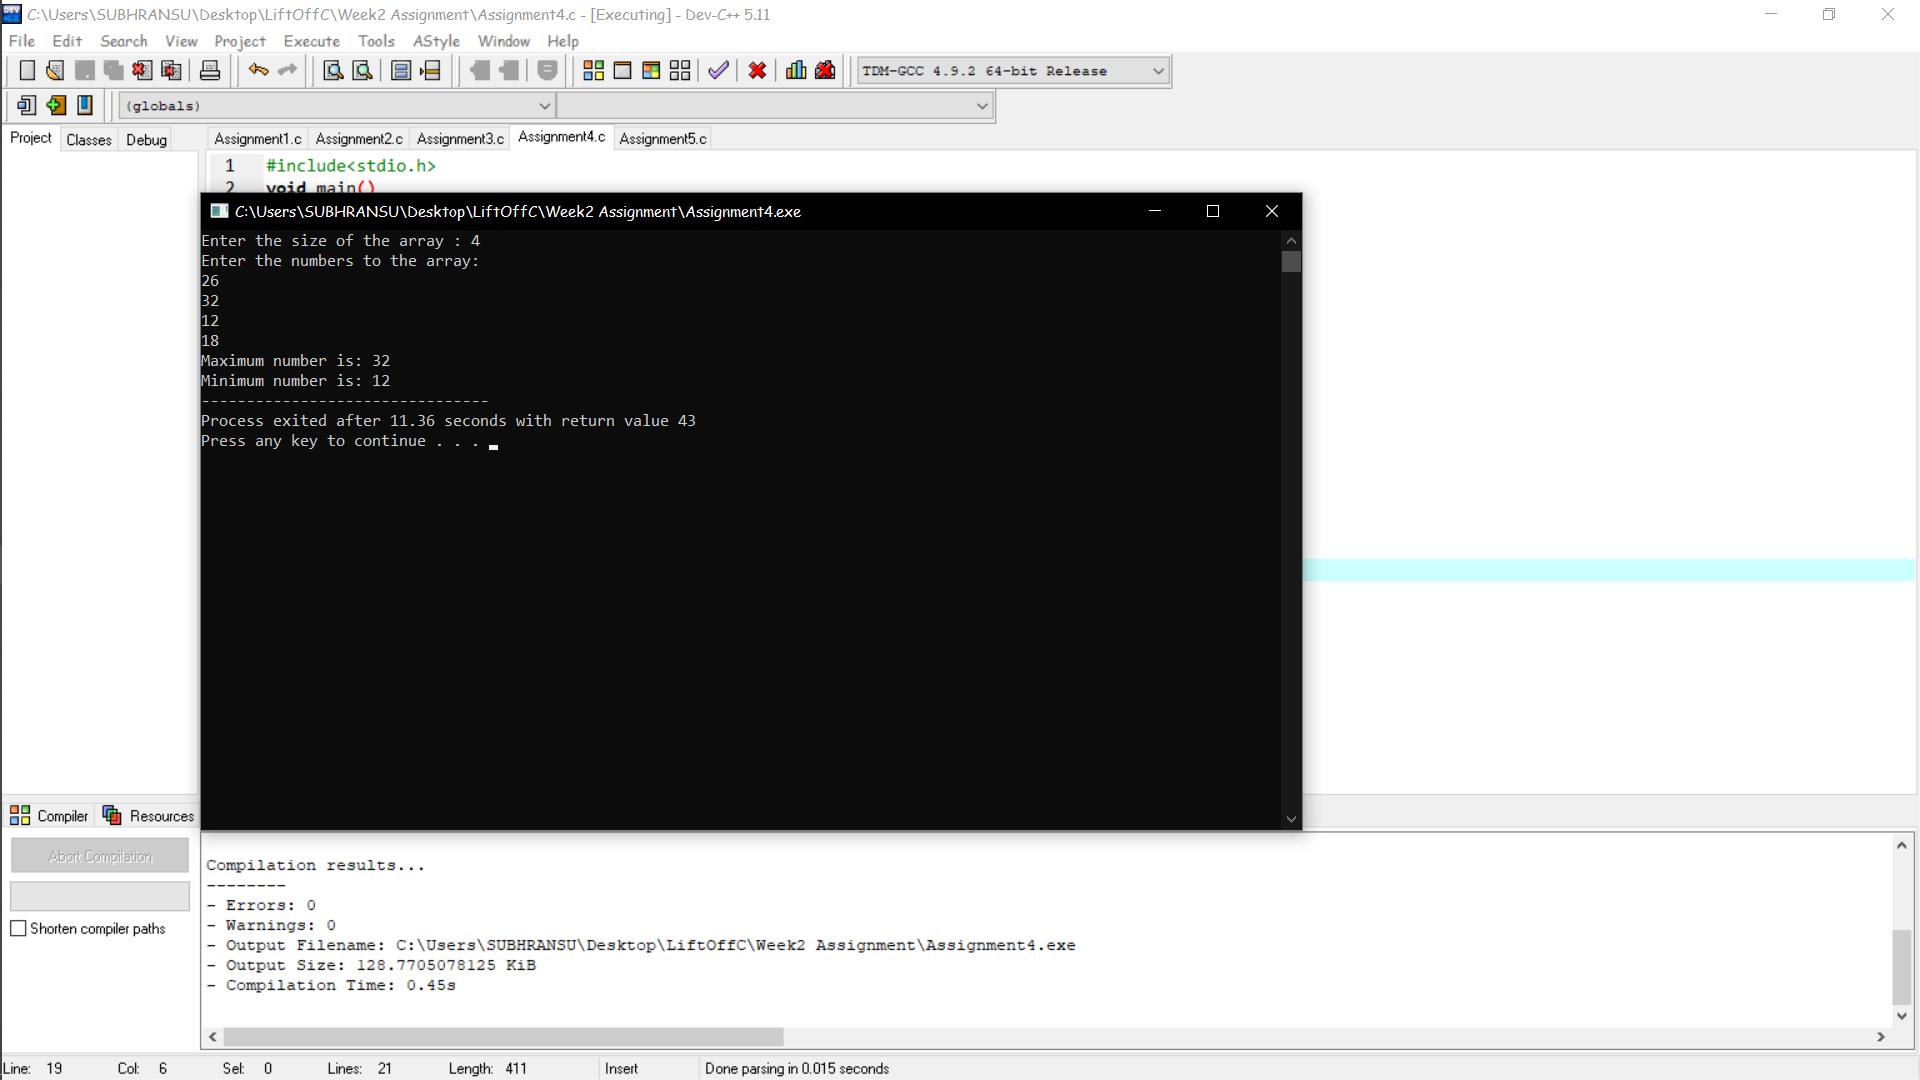 C:\Users\SUBHRANSU\Desktop\LiftOffC\Week2 Assignment\Assignment4.c - [Executing] - Dev-C++ 5.11
File Edit Search View Project Execute Tools AStyle Window Help
TDM-GCC 4.9.2 64-bit Release
(globals)
Project Classes Debug
Assignment1.c Assignment2.c Assignment3.c Assignment4.c Assignment5.c
1 #include<stdio.h>
2 void main()
C:\Users\SUBHRANSU\Desktop\LiftOffC\Week2 Assignment\Assignment4.exe
Enter the size of the array : 4
Enter the numbers to the array:
26
32
12
18
Maximum number is: 32
Minimum number is: 12
--------------------------------
Process exited after 11.36 seconds with return value 43
Press any key to continue . . .
Compiler Resources
Abort Compilation
Shorten compiler paths
Compilation results...
--------
- Errors: 0
- Warnings: 0
- Output Filename: C:\Users\SUBHRANSU\Desktop\LiftOffC\Week2 Assignment\Assignment4.exe
- Output Size: 128.7705078125 KiB
- Compilation Time: 0.45s
Line: 19 Col: 6 Sel: 0 Lines: 21 Length: 411 Insert Done parsing in 0.015 seconds